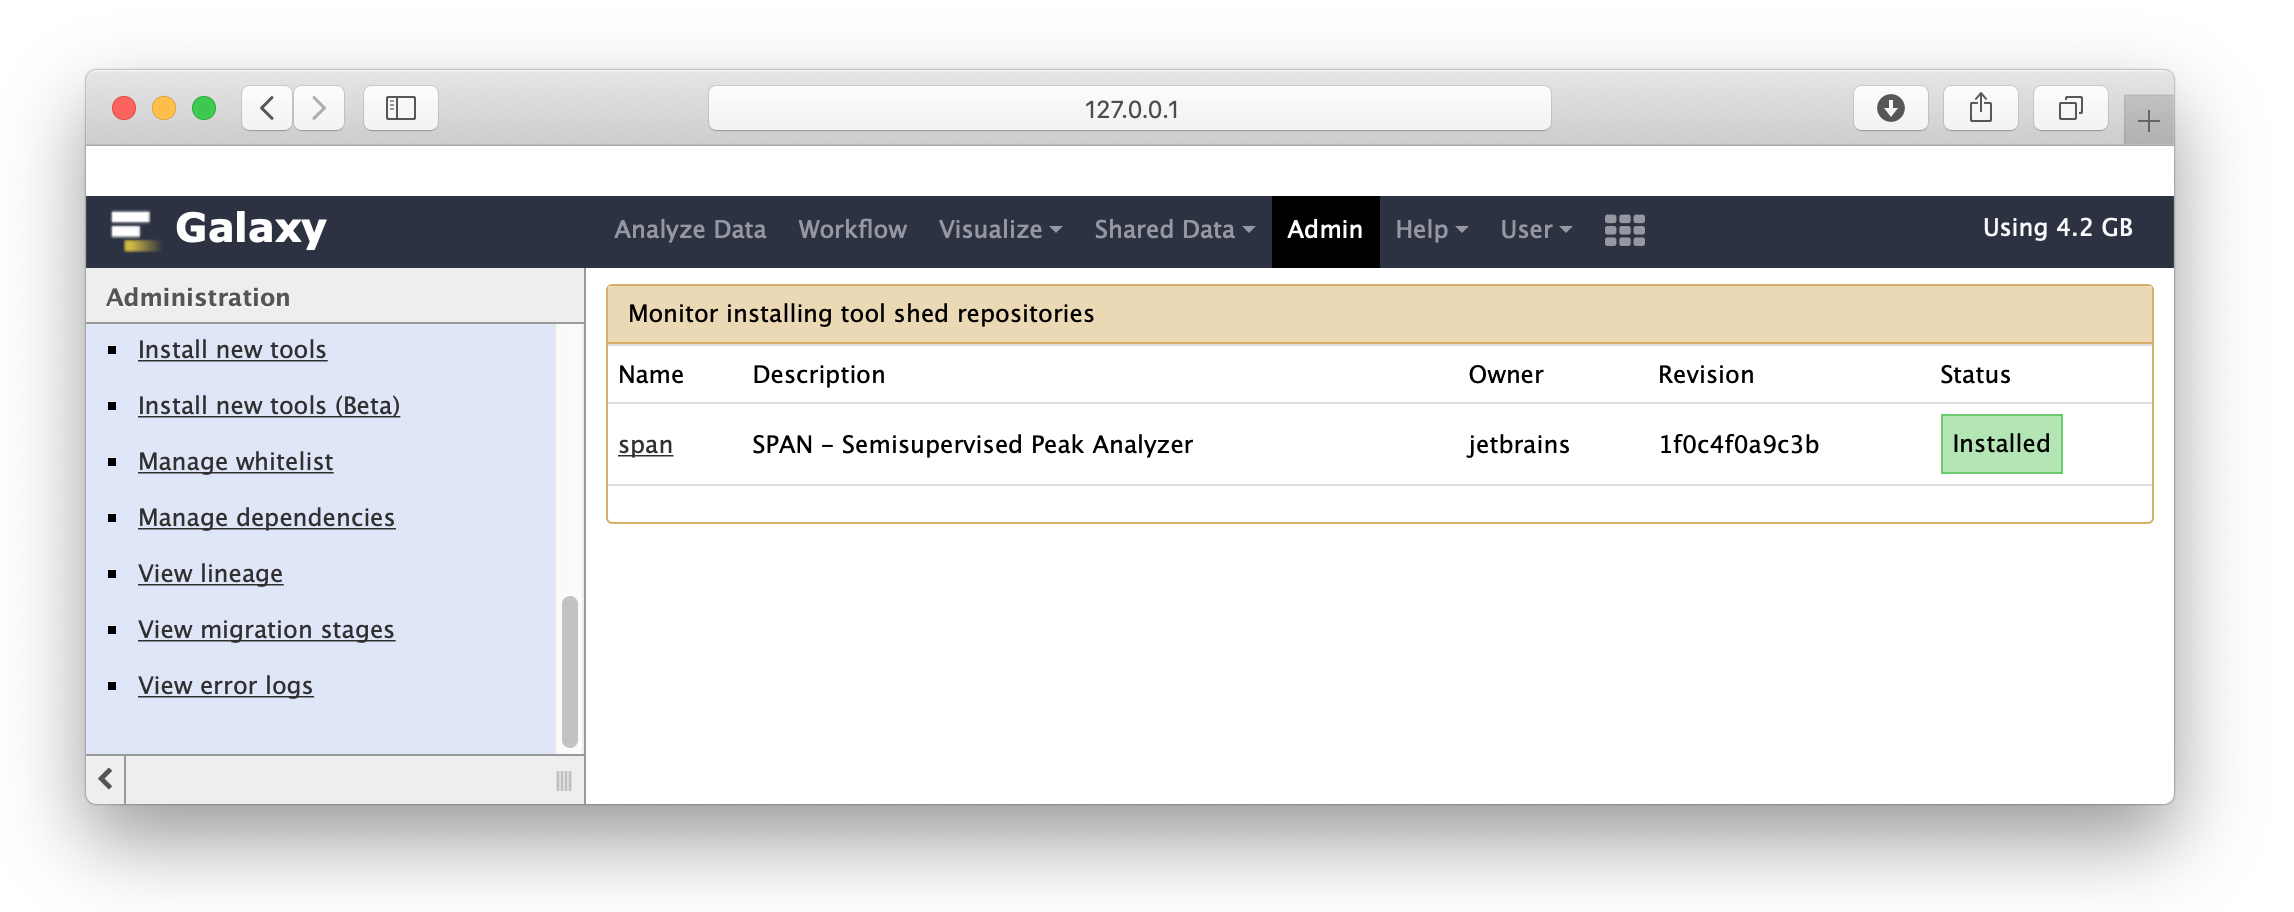 127.0.0.1
Galaxy
Analyze Data Workflow Visualize Shared Data Admin Help User
Using 4.2 GB
Administration
Install new tools
Install new tools (Beta)
Manage whitelist
Manage dependencies
View lineage
View migration stages
View error logs
Monitor installing tool shed repositories
Name Description Owner Revision Status
span SPAN - Semisupervised Peak Analyzer jetbrains 1f0c4f0a9c3b Installed